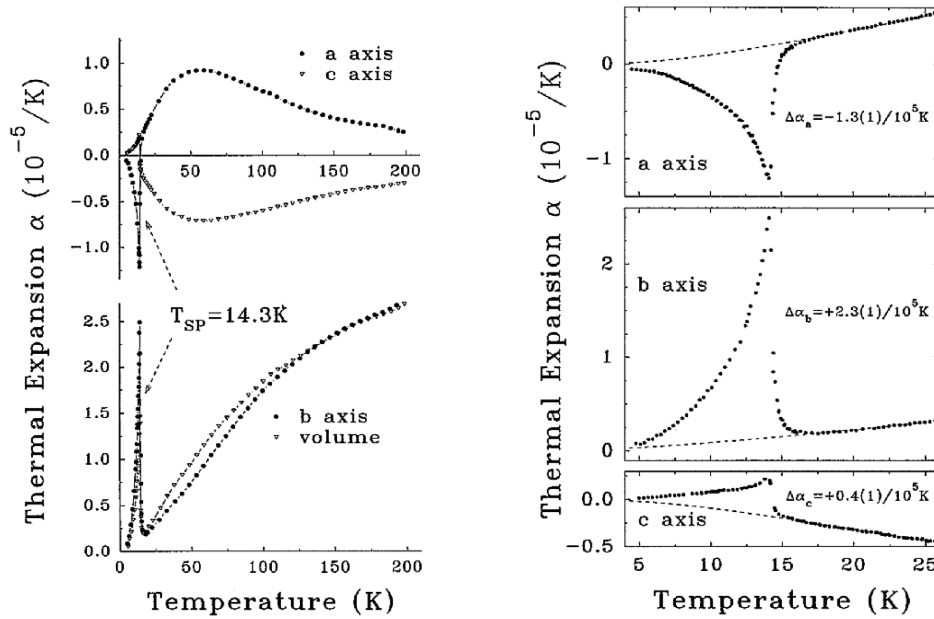 Thermal Expansion α (10⁻⁵/K)
a axis
c axis
1.0
0.5
0.0
-0.5
-1.0
0 50 100 150 200
T_SP=14.3K
2.5
2.0
1.5
1.0
0.5
0.0
b axis
volume
0 50 100 150 200
Temperature (K)
Thermal Expansion α (10⁻⁵/K)
0
-1
Δα_a=-1.3(1)/10⁵K
a axis
2
1
0
b axis
Δα_b=+2.3(1)/10⁵K
0.0
-0.5
Δα_c=+0.4(1)/10⁵K
c axis
5 10 15 20 25
Temperature (K)